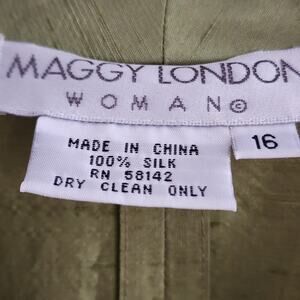 MAGGY LONDON
WOMAN©
16
MADE IN CHINA
100% SILK
RN 58142
DRY CLEAN ONLY